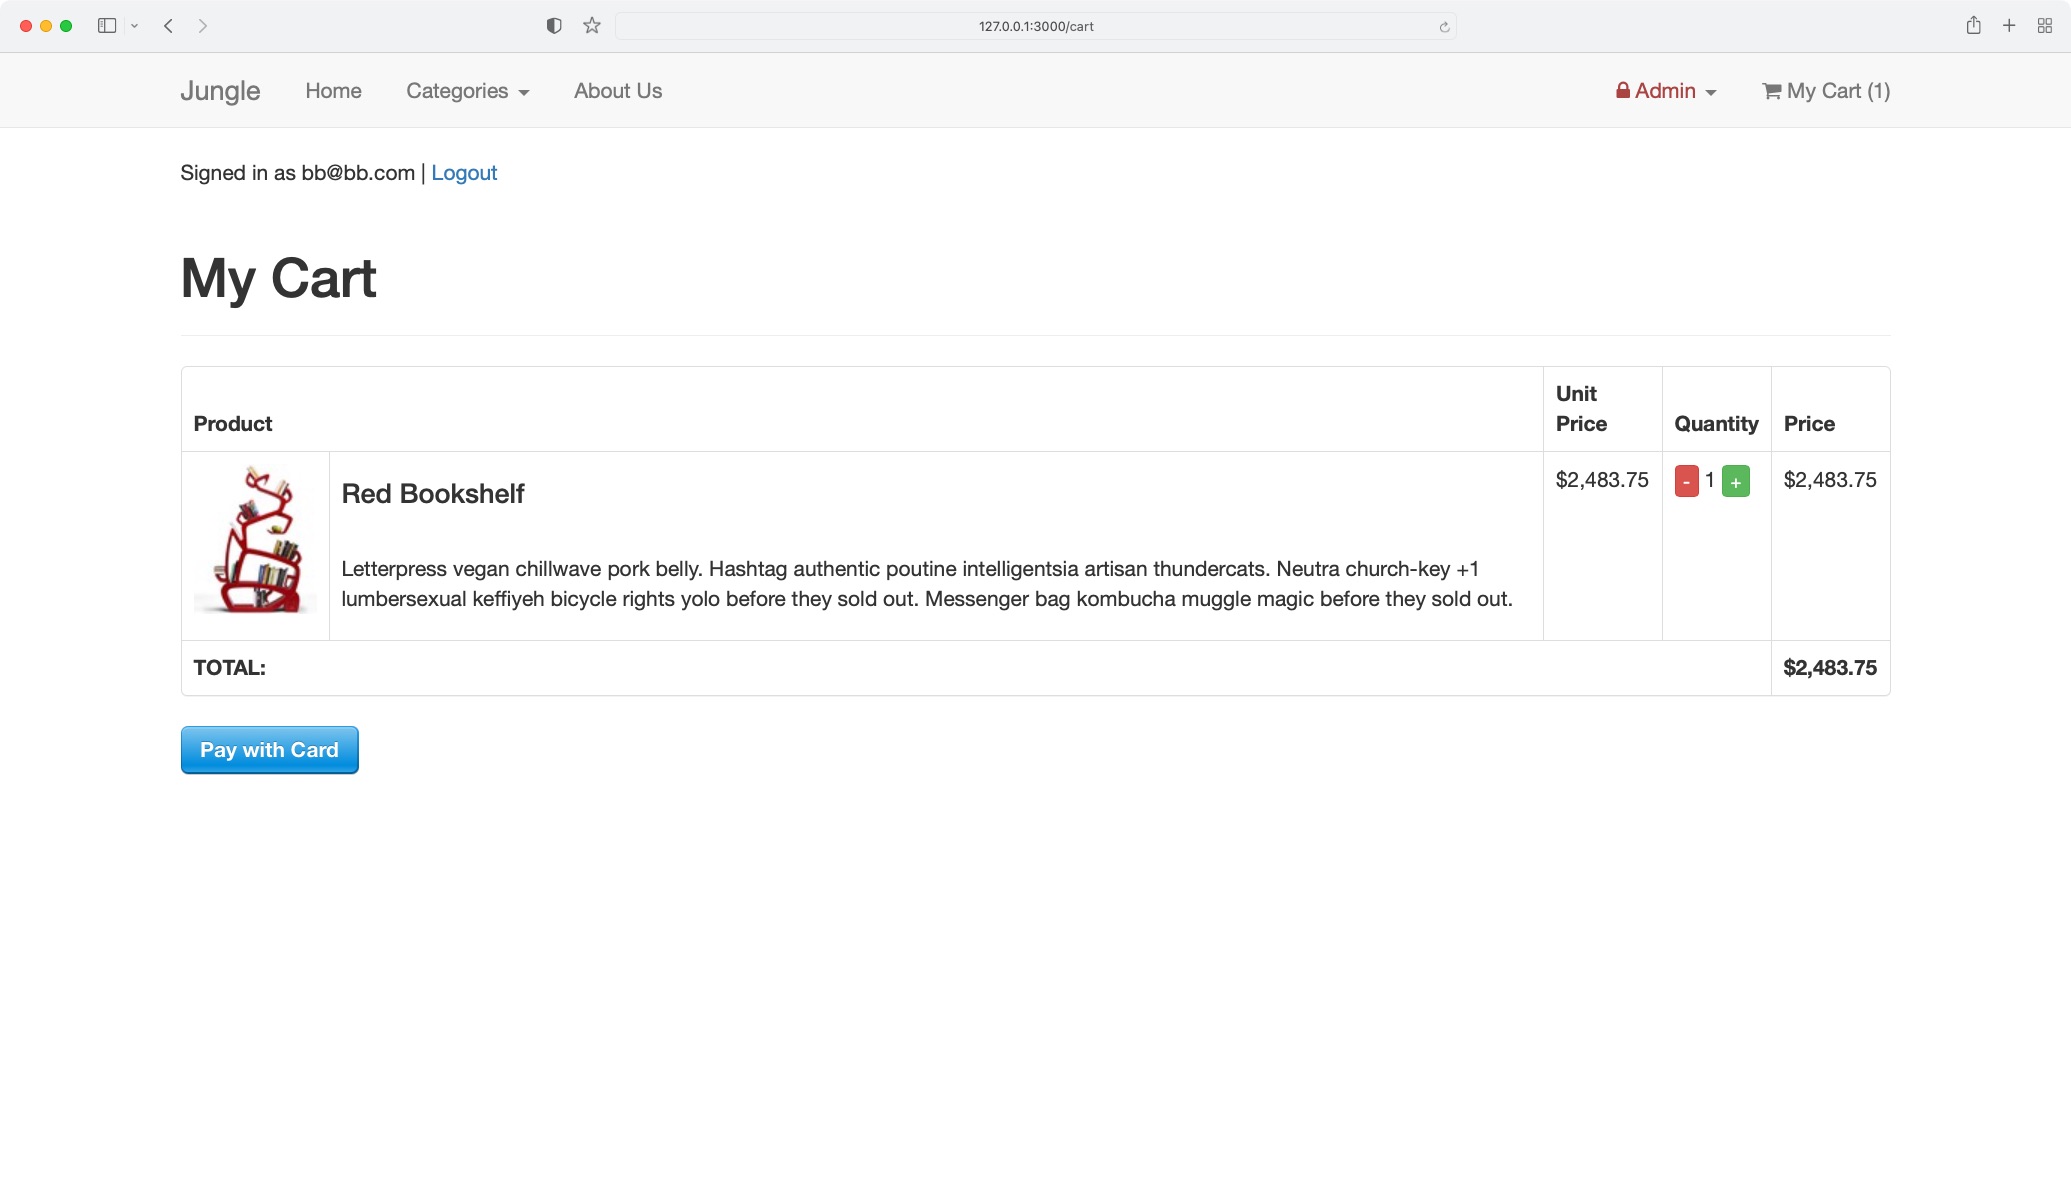 127.0.0.1:3000/cart
Jungle Home Categories About Us Admin My Cart (1)
Signed in as bb@bb.com | Logout
My Cart
Product Unit Price Quantity Price
Red Bookshelf $2,483.75 - 1 + $2,483.75
Letterpress vegan chillwave pork belly. Hashtag authentic poutine intelligentsia artisan thundercats. Neutra church-key +1
lumbersexual keffiyeh bicycle rights yolo before they sold out. Messenger bag kombucha muggle magic before they sold out.
TOTAL: $2,483.75
Pay with Card